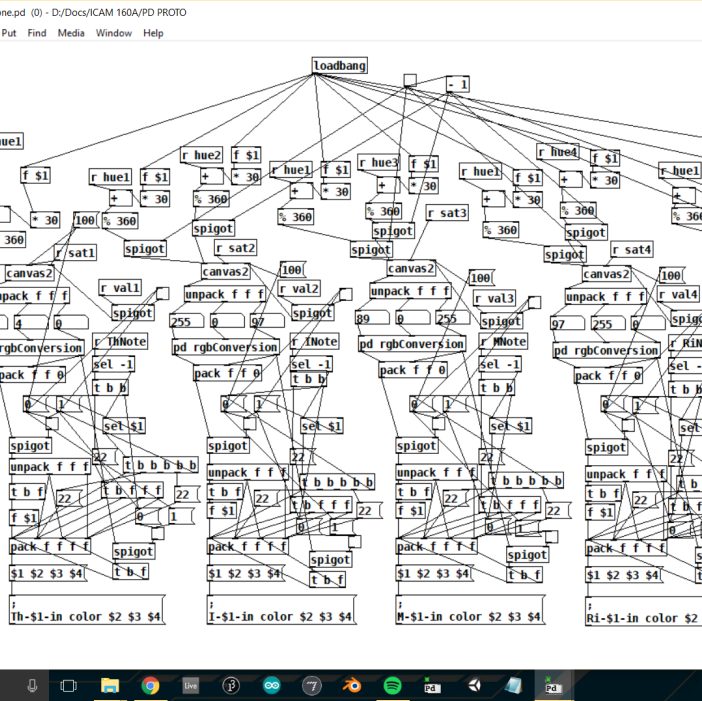 one.pd (0) - D:/Docs/ICAM 160A/PD PROTO
Put Find Media Window Help
loadbang
- 1
hue1
r hue2 f $1
r hue3 f $1
r hue4 f $1
f $1 r hue1 f $1
r hue1 f $1
r hue1 f $1
r hue1
+ * 30
+ * 30
+ * 30
* 30 100 + * 30
+ * 30
+ * 30
+
% 360 % 360 % 360 % 360
360 % 360 % 360 % 360 % 36
spigot spigot spigot
spigot spigot spigot
r sat1 r sat2 r sat3 r sat4
canvas2 canvas2 canvas2 canvas2
100 100 100
unpack f f f unpack f f f unpack f f f
npack f f f
r val1 r val2 r val3 r val4
spigot spigot spigot spig
4 0 255 0 97 89 0 255 97 255 0
rgbConversion pd rgbConversion pd rgbConversion pd rgbConversion
r ThNote r INote r MNote r RiN
pack f f 0 pack f f 0 pack f f 0 pack f f 0
sel -1 sel -1 sel -1 sel -
t b b t b b t b b t b
0 1 0 1 0 1 0 1
sel $1 sel $1 sel $1 sel
spigot spigot spigot spigot
22 22 22 22
unpack f f f unpack f f f unpack f f f unpack f f f
t b b b b b t b b b b b t b b b b b t b
t b f t b f t b f t b f
22 22 22 22
t b f f f t b f f f t b f f f t b f
22 22 22
f $1 f $1 f $1 f $1
0 1 0 1 0 1 0
pack f f f f pack f f f f pack f f f f pack f f f f
spigot spigot spigot
t b f t b f t b f
$1 $2 $3 $4 $1 $2 $3 $4 $1 $2 $3 $4 $1 $2 $3 $4
; ; ; ;
Th-$1-in color $2 $3 $4 I-$1-in color $2 $3 $4 M-$1-in color $2 $3 $4 Ri-$1-in color $2
Live
Pd
Pd